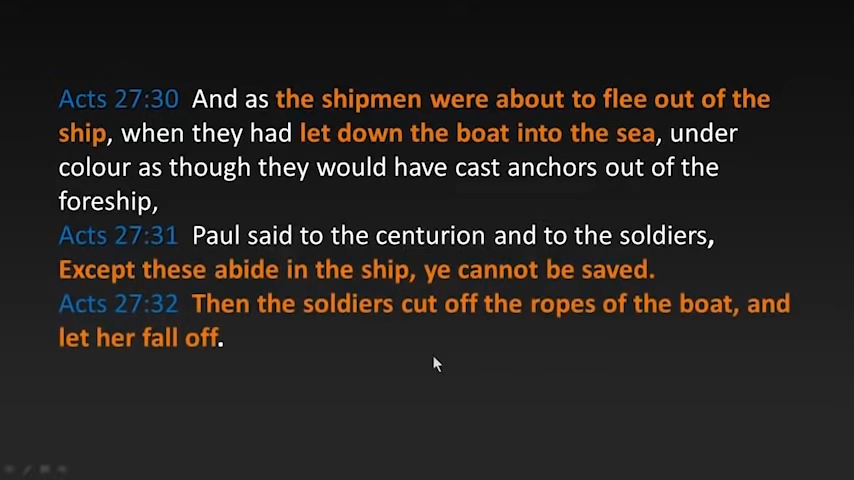 Acts 27:30 And as the shipmen were about to flee out of the
ship, when they had let down the boat into the sea, under
colour as though they would have cast anchors out of the
foreship,
Acts 27:31 Paul said to the centurion and to the soldiers,
Except these abide in the ship, ye cannot be saved.
Acts 27:32 Then the soldiers cut off the ropes of the boat, and
let her fall off.